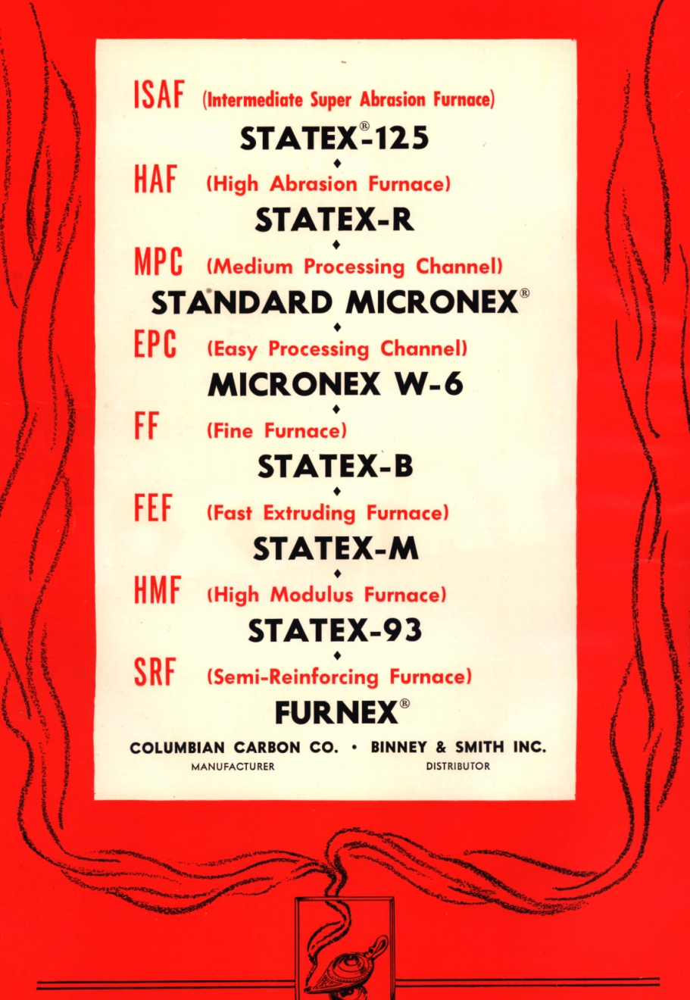 ISAF (Intermediate Super Abrasion Furnace)
STATEX®-125
HAF (High Abrasion Furnace)
STATEX-R
MPC (Medium Processing Channel)
STANDARD MICRONEX®
EPC (Easy Processing Channel)
MICRONEX W-6
FF (Fine Furnace)
STATEX-B
FEF (Fast Extruding Furnace)
STATEX-M
HMF (High Modulus Furnace)
STATEX-93
SRF (Semi-Reinforcing Furnace)
FURNEX®
COLUMBIAN CARBON CO. • BINNEY & SMITH INC.
MANUFACTURER DISTRIBUTOR